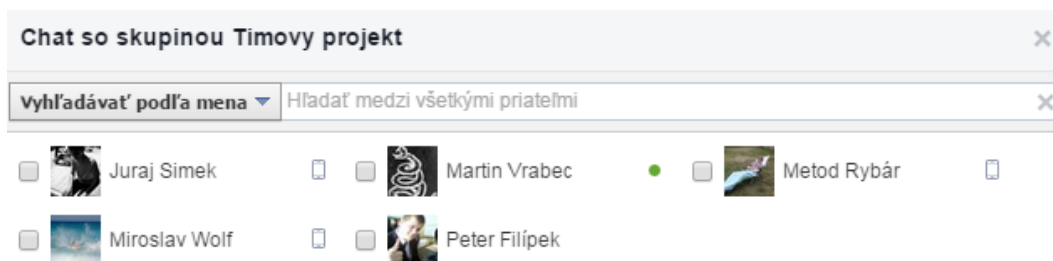 Chat so skupinou Timovy projekt
Vyhľadávať podľa mena Hľadať medzi všetkými priateľmi
Juraj Simek Martin Vrabec Metod Rybár
Miroslav Wolf Peter Filípek